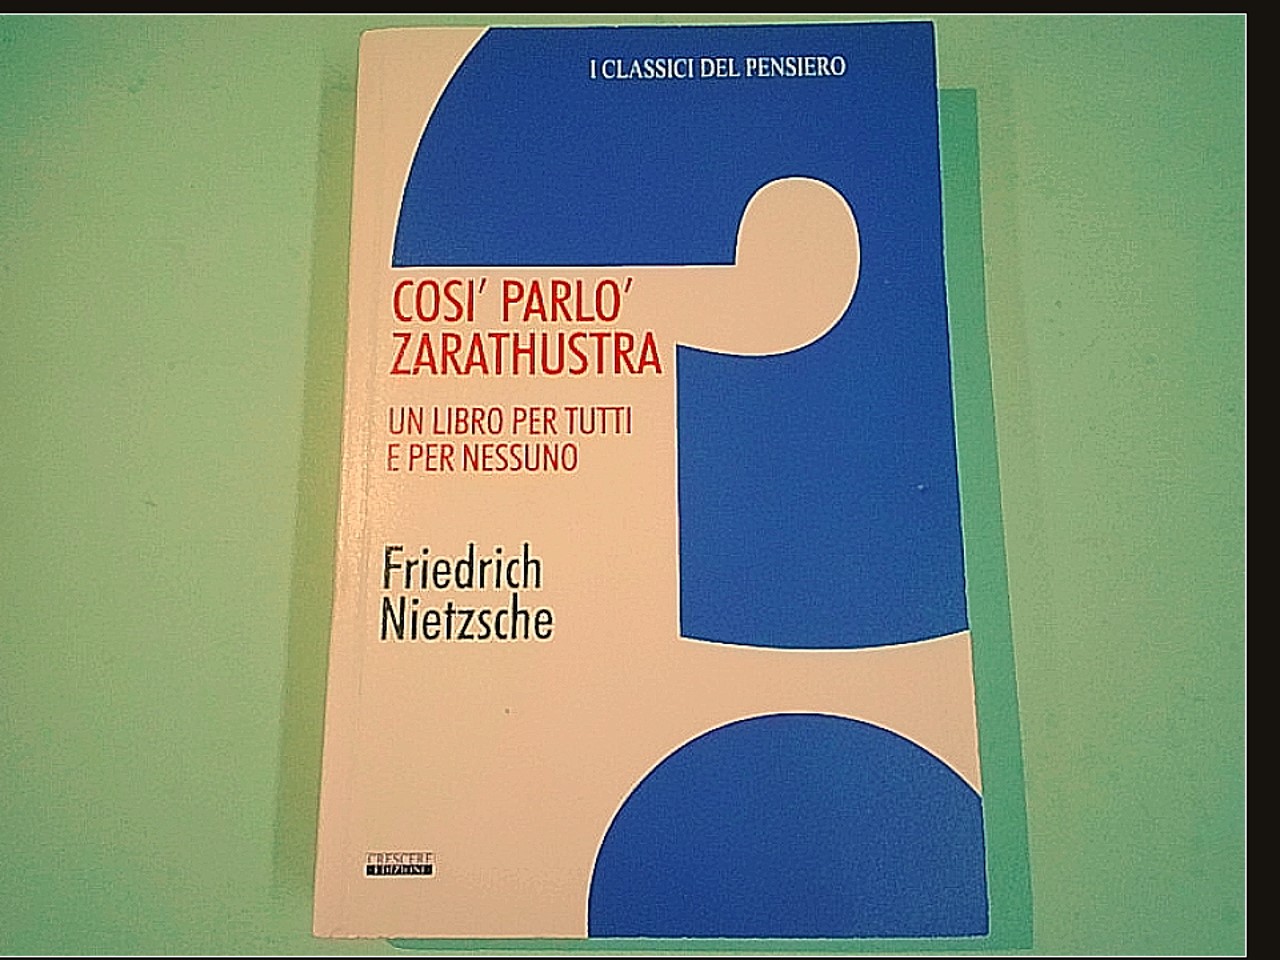 I CLASSICI DEL PENSIERO
COSI' PARLO'
ZARATHUSTRA
UN LIBRO PER TUTTI
E PER NESSUNO
Friedrich
Nietzsche
CRESCERE
EDIZIONI